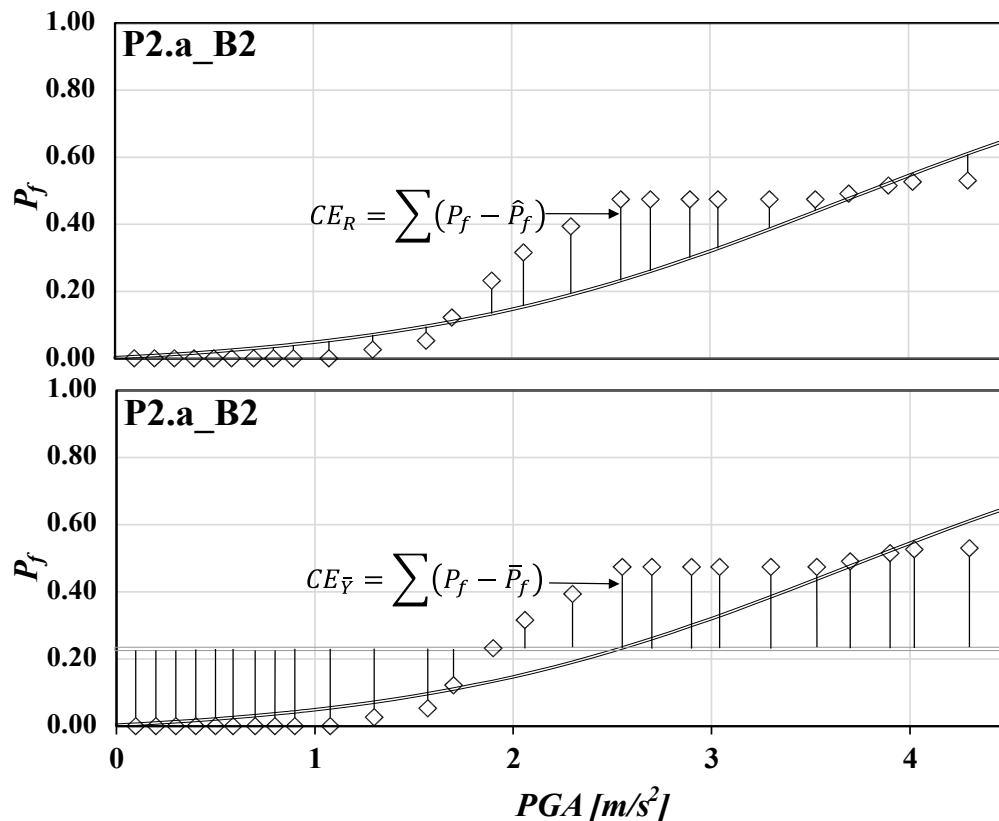 1.00
P2.a_B2
0.80
0.60
P_f
CE_R = ∑(P_f − P̂_f)
0.40
0.20
0.00
1.00
P2.a_B2
0.80
0.60
P_f
CE_Ȳ = ∑(P_f − P̄_f)
0.40
0.20
0.00
0 1 2 3 4
PGA [m/s²]